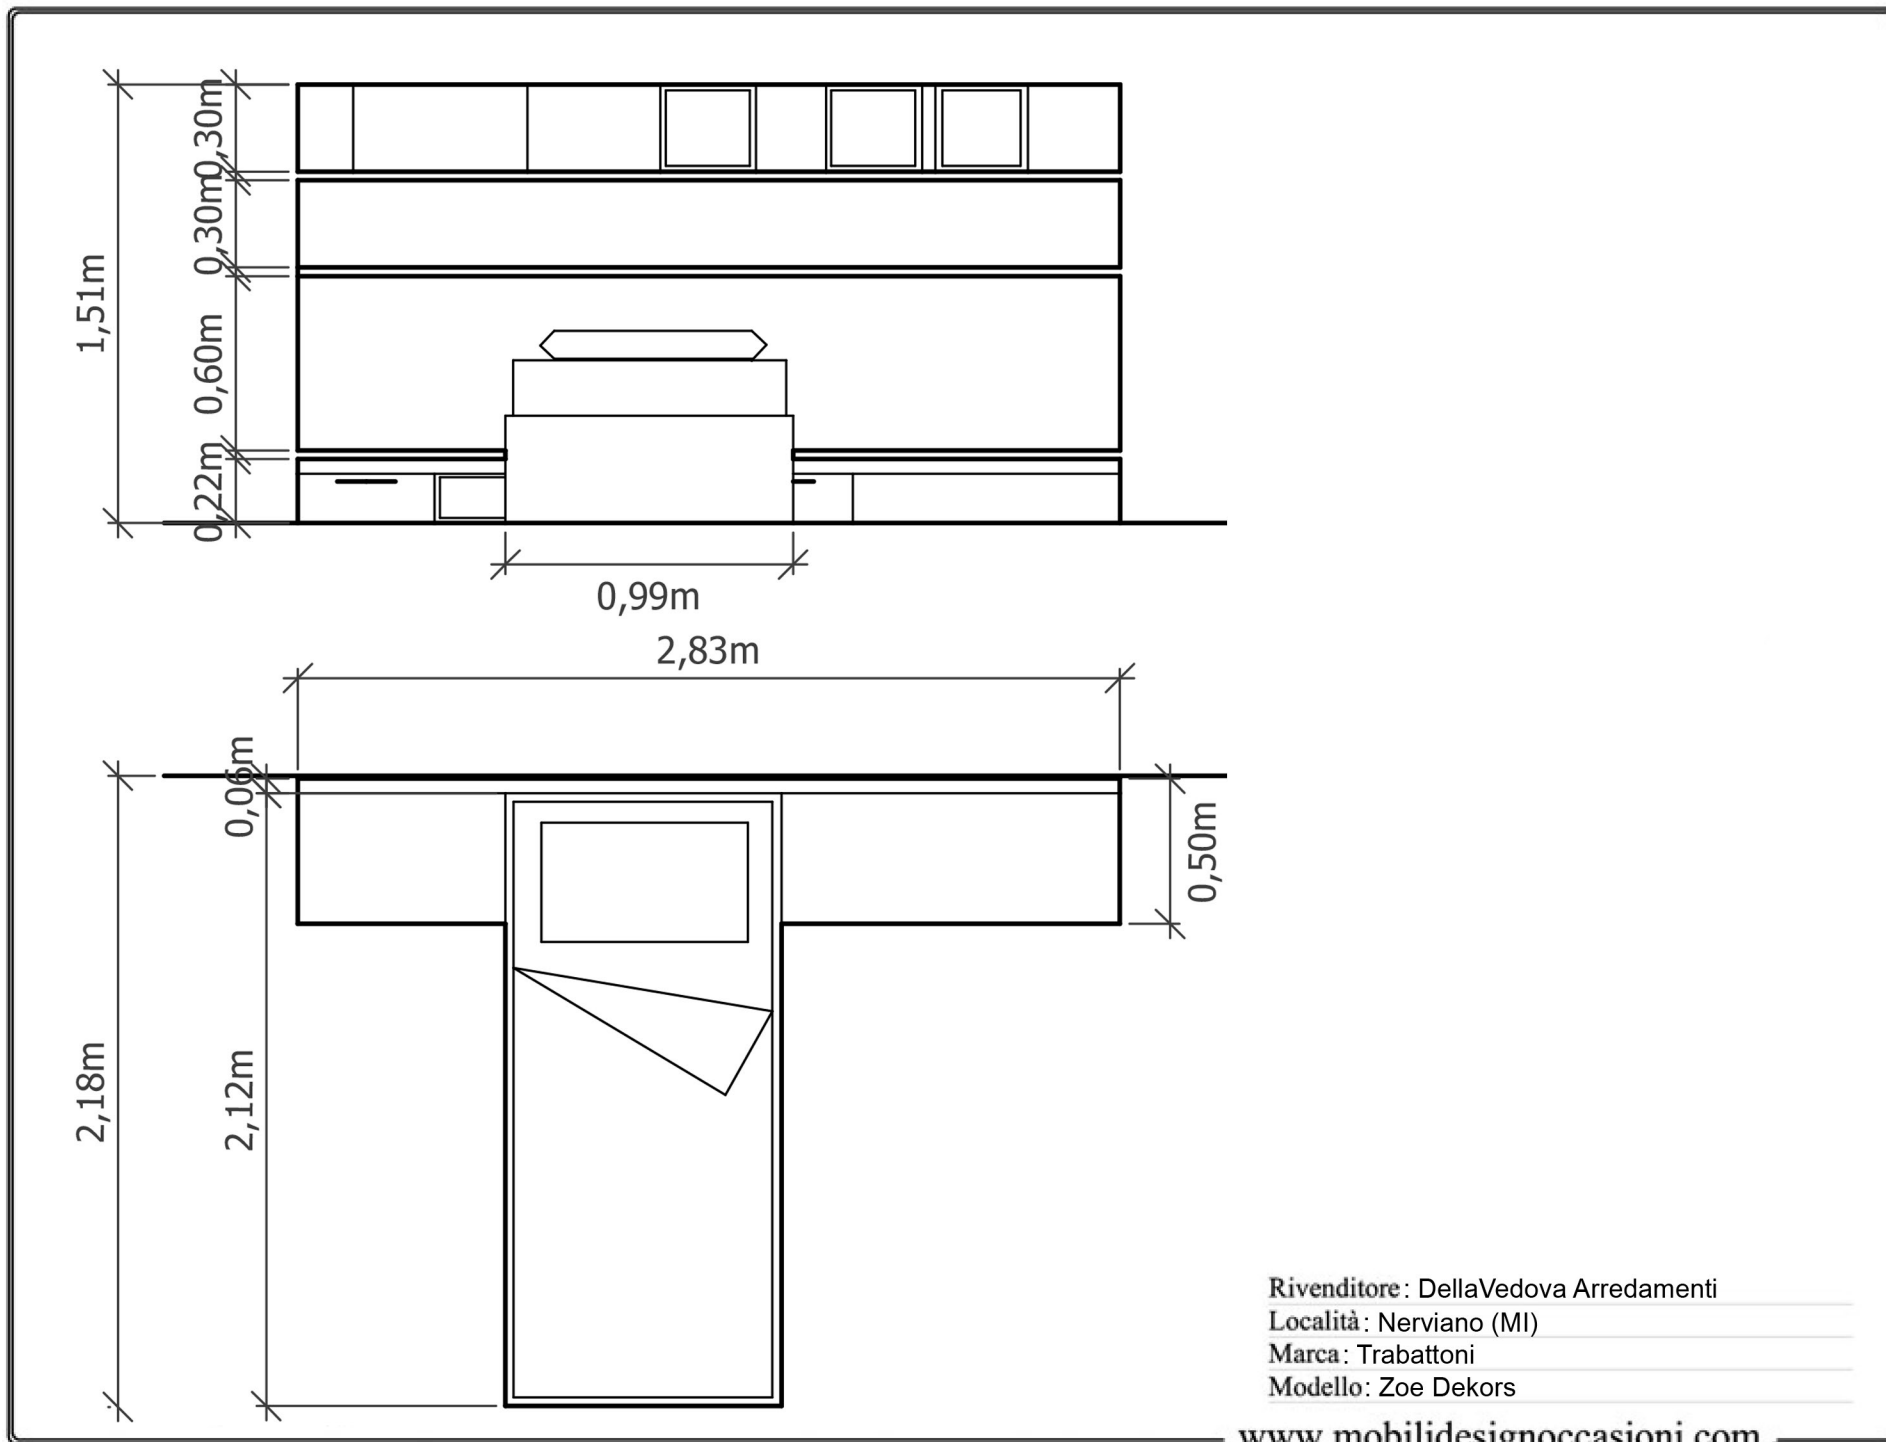 0,30m
0,30m
1,51m
0,60m
0,22m
0,99m
2,83m
0,06m
0,50m
2,18m
2,12m
Rivenditore: DellaVedova Arredamenti
Località: Nerviano (MI)
Marca: Trabattoni
Modello: Zoe Dekors
www.mobilidesignoccasioni.com